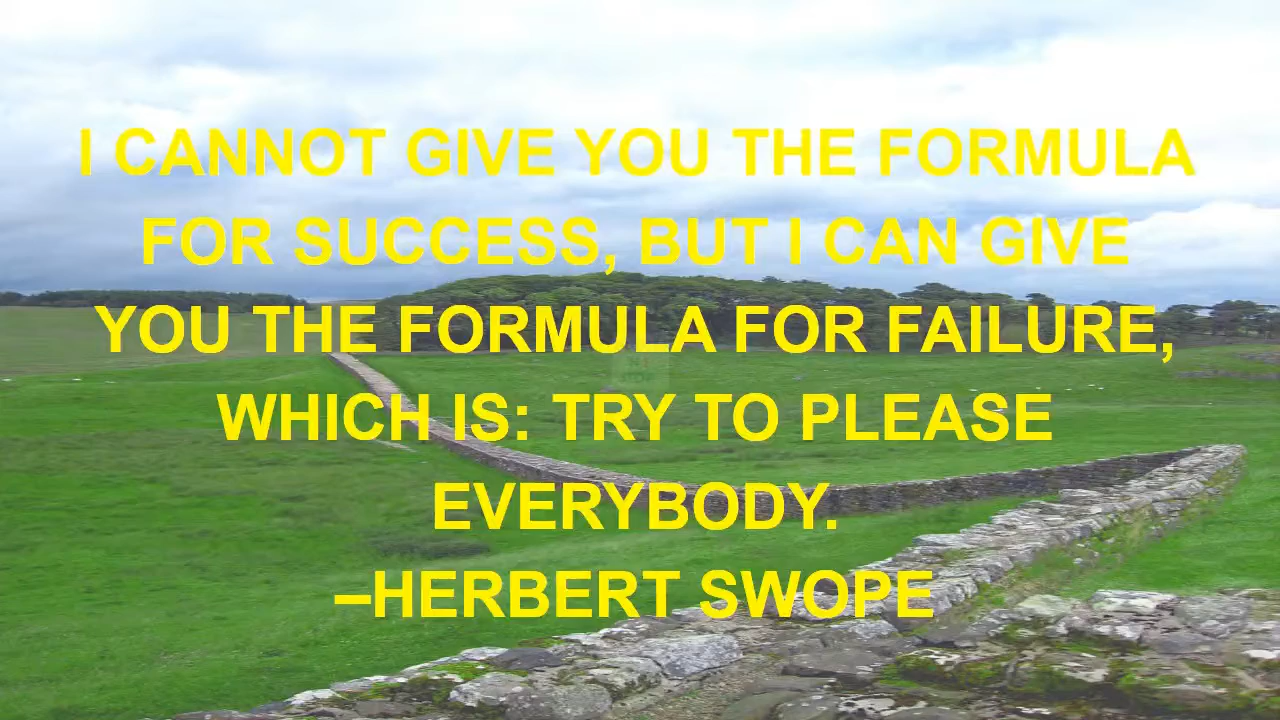 I CANNOT GIVE YOU THE FORMULA
FOR SUCCESS, BUT I CAN GIVE
YOU THE FORMULA FOR FAILURE,
WHICH IS: TRY TO PLEASE
EVERYBODY.
–HERBERT SWOPE